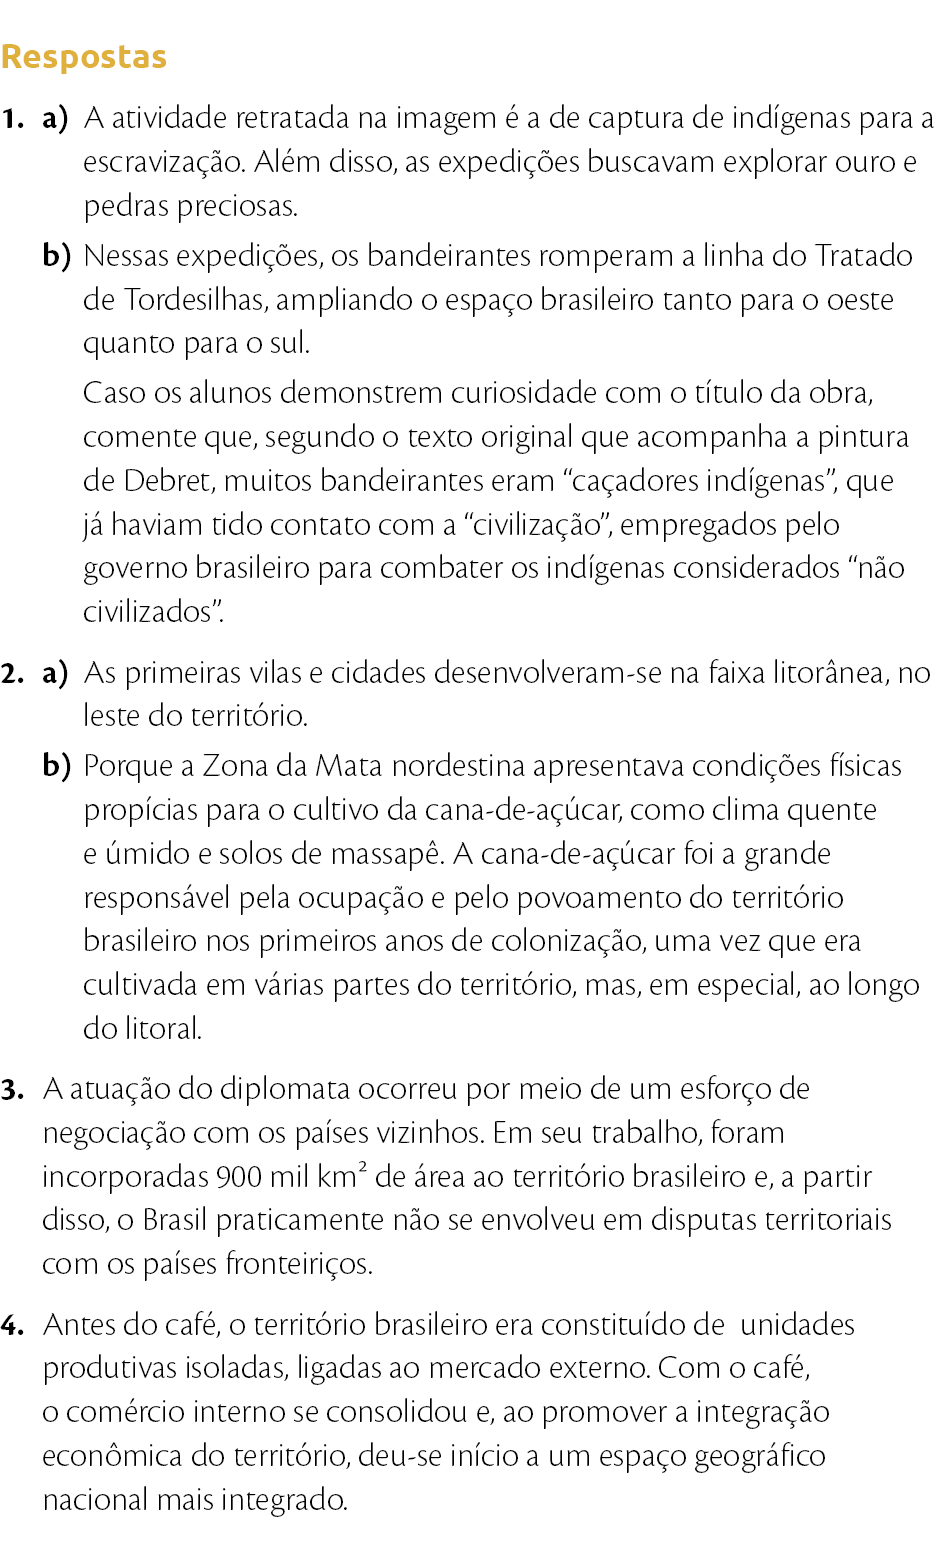 Respostas
1. a) A atividade retratada na imagem é a de captura de indígenas para a
escravização. Além disso, as expedições buscavam explorar ouro e
pedras preciosas.
b) Nessas expedições, os bandeirantes romperam a linha do Tratado
de Tordesilhas, ampliando o espaço brasileiro tanto para o oeste
quanto para o sul.
Caso os alunos demonstrem curiosidade com o título da obra,
comente que, segundo o texto original que acompanha a pintura
de Debret, muitos bandeirantes eram “caçadores indígenas”, que
já haviam tido contato com a “civilização”, empregados pelo
governo brasileiro para combater os indígenas considerados “não
civilizados”.
2. a) As primeiras vilas e cidades desenvolveram-se na faixa litorânea, no
leste do território.
b) Porque a Zona da Mata nordestina apresentava condições físicas
propícias para o cultivo da cana-de-açúcar, como clima quente
e úmido e solos de massapê. A cana-de-açúcar foi a grande
responsável pela ocupação e pelo povoamento do território
brasileiro nos primeiros anos de colonização, uma vez que era
cultivada em várias partes do território, mas, em especial, ao longo
do litoral.
3. A atuação do diplomata ocorreu por meio de um esforço de
negociação com os países vizinhos. Em seu trabalho, foram
incorporadas 900 mil km² de área ao território brasileiro e, a partir
disso, o Brasil praticamente não se envolveu em disputas territoriais
com os países fronteiriços.
4. Antes do café, o território brasileiro era constituído de unidades
produtivas isoladas, ligadas ao mercado externo. Com o café,
o comércio interno se consolidou e, ao promover a integração
econômica do território, deu-se início a um espaço geográfico
nacional mais integrado.